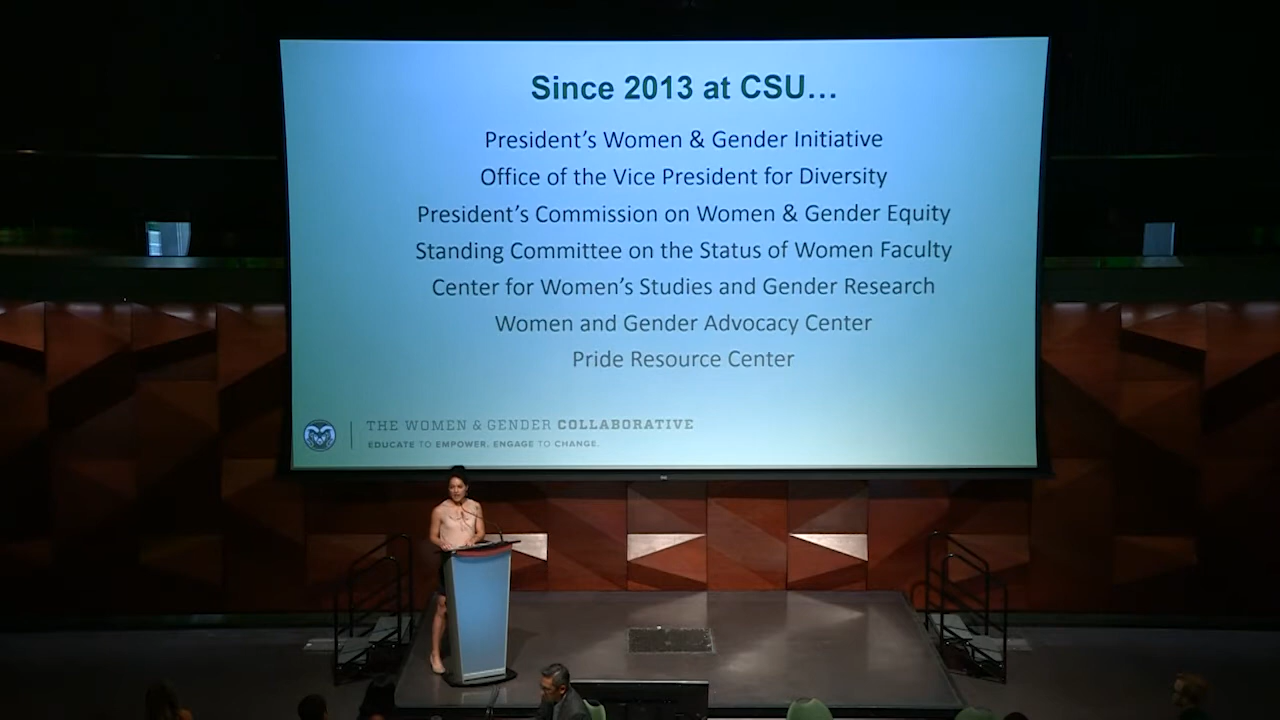 Since 2013 at CSU…
President's Women & Gender Initiative
Office of the Vice President for Diversity
President's Commission on Women & Gender Equity
Standing Committee on the Status of Women Faculty
Center for Women's Studies and Gender Research
Women and Gender Advocacy Center
Pride Resource Center
THE WOMEN & GENDER COLLABORATIVE
EDUCATE TO EMPOWER. ENGAGE TO CHANGE.